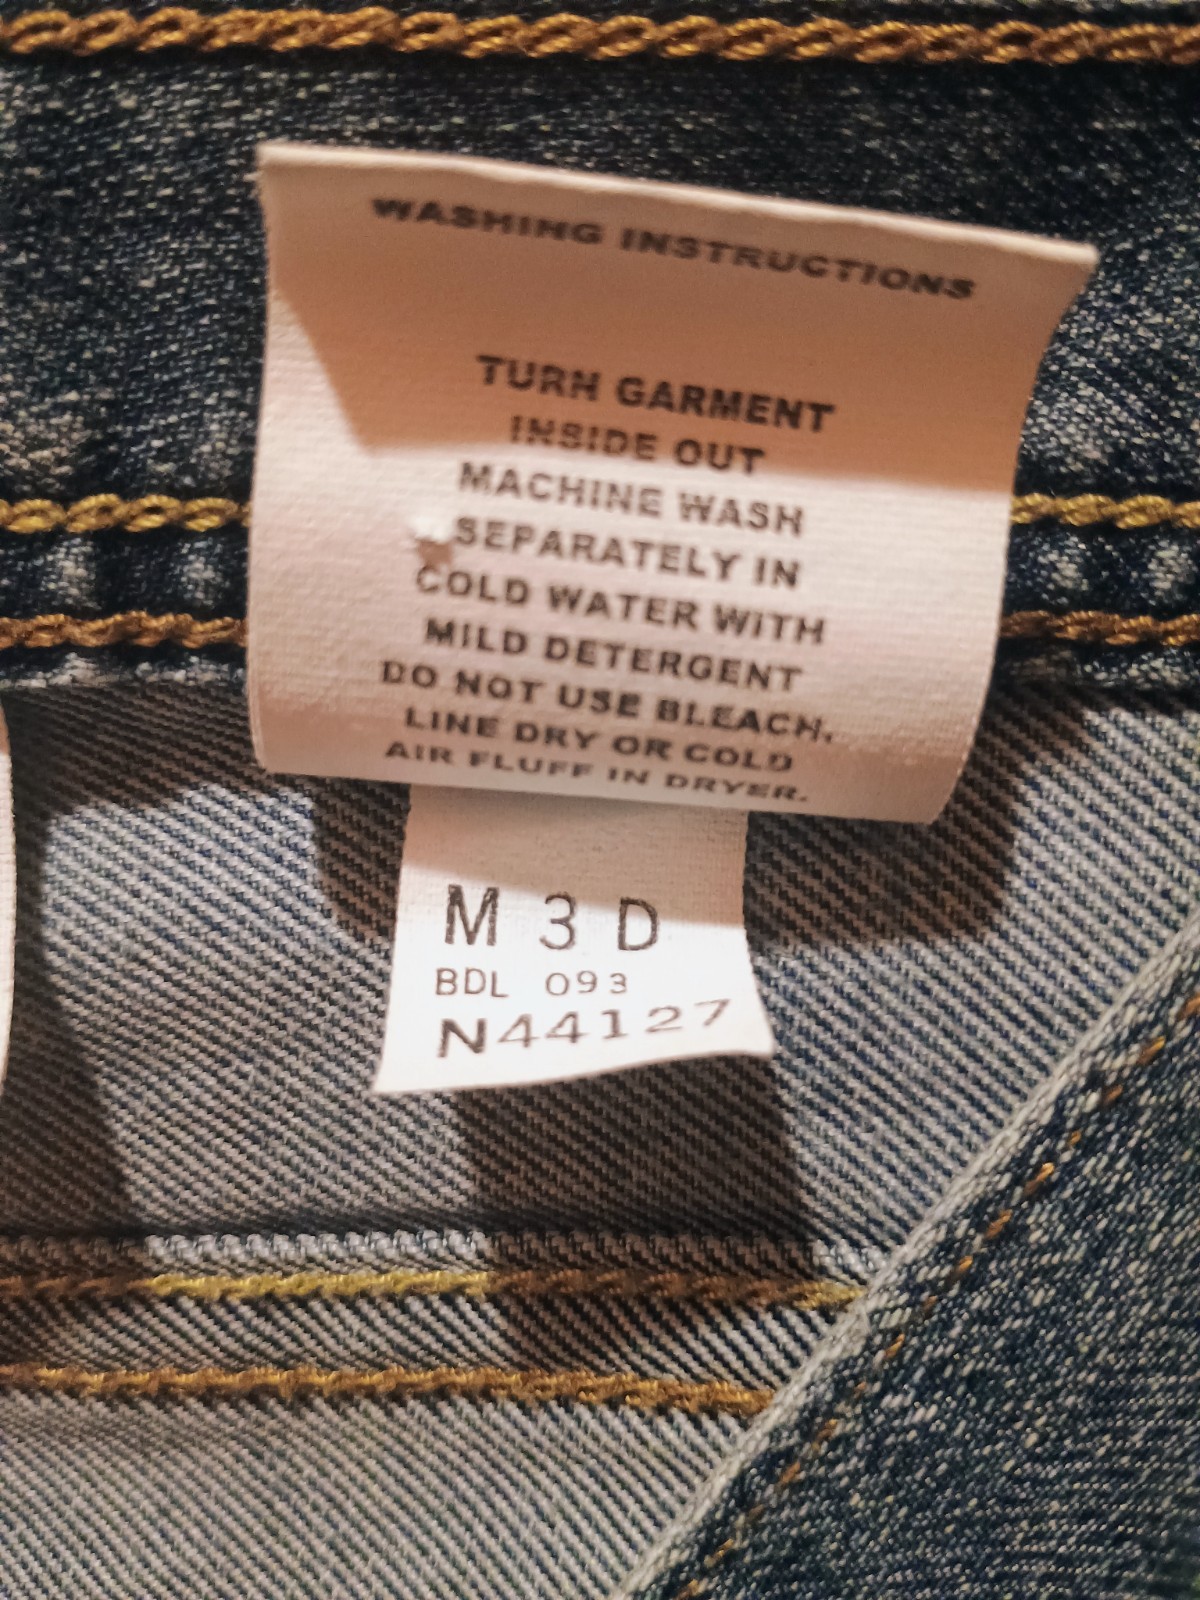 WASHING INSTRUCTIONS
TURN GARMENT
INSIDE OUT
MACHINE WASH
SEPARATELY IN
COLD WATER WITH
MILD DETERGENT
DO NOT USE BLEACH.
LINE DRY OR COLD
AIR FLUFF IN DRYER.
M 3 D
BDL 093
N44127